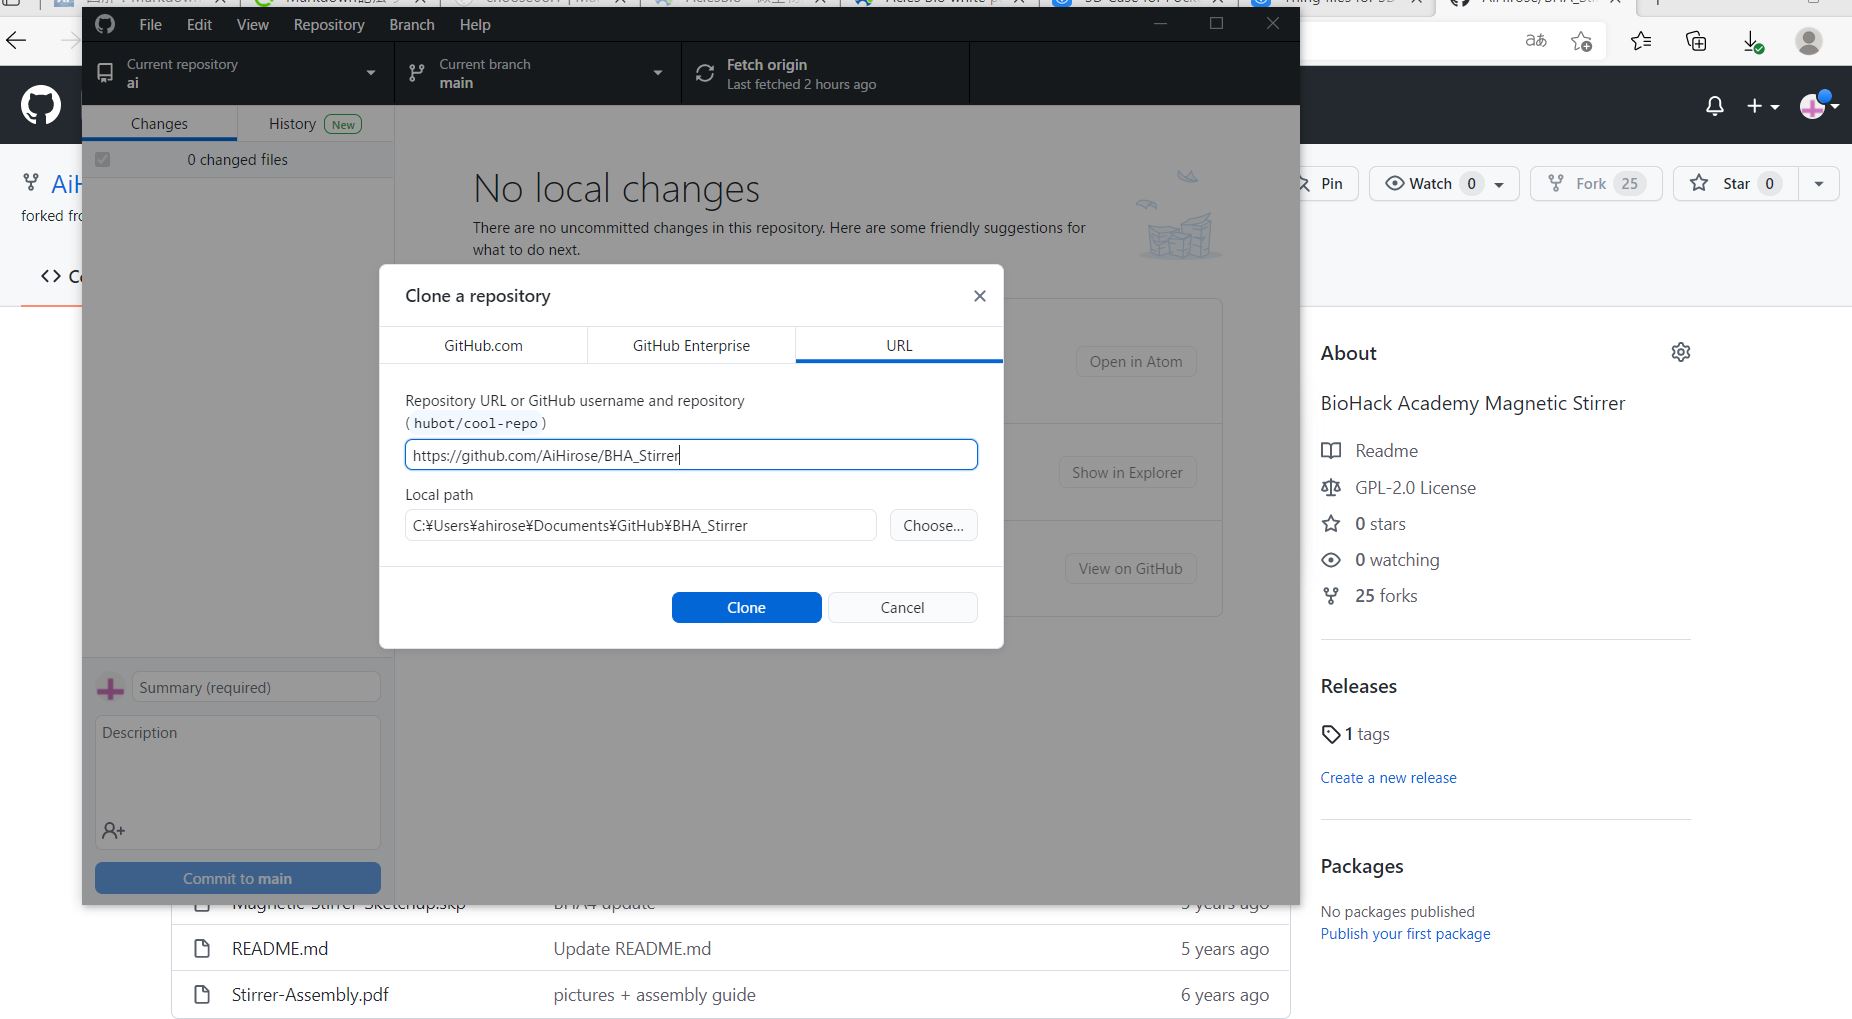 File Edit View Repository Branch Help
Current repository
ai
Current branch
main
Fetch origin
Last fetched 2 hours ago
Changes
History New
0 changed files
No local changes
There are no uncommitted changes in this repository. Here are some friendly suggestions for
what to do next.
Open in Atom
Show in Explorer
View on GitHub
Clone a repository
GitHub.com
GitHub Enterprise
URL
Repository URL or GitHub username and repository
(hubot/cool-repo)
https://github.com/AiHirose/BHA_Stirrer
Local path
C:¥Users¥ahirose¥Documents¥GitHub¥BHA_Stirrer
Choose...
Clone
Cancel
Summary (required)
Description
Commit to main
forked
Pin
Watch 0
Fork 25
Star 0
About
BioHack Academy Magnetic Stirrer
Readme
GPL-2.0 License
0 stars
0 watching
25 forks
Releases
1 tags
Create a new release
Packages
No packages published
Publish your first package
Magnetic-Stirrer-Sketchup.skp BHA4 update 5 years ago
README.md Update README.md 5 years ago
Stirrer-Assembly.pdf pictures + assembly guide 6 years ago